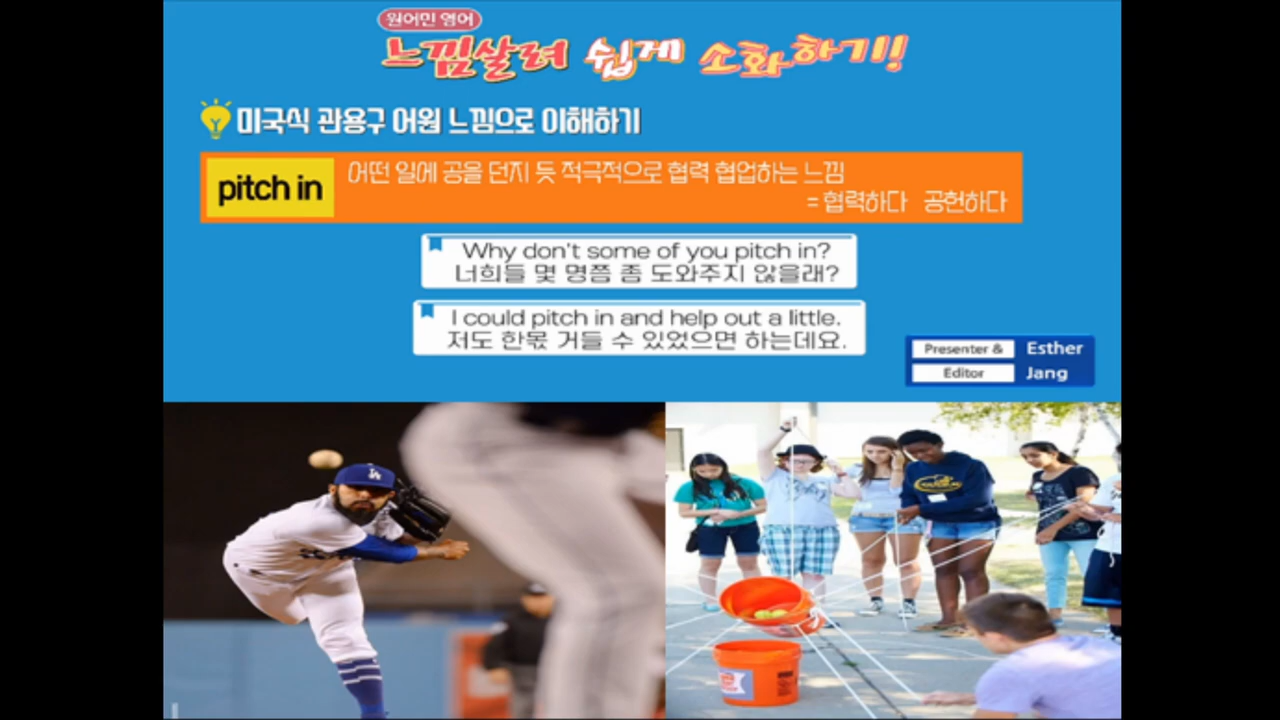 원어민 영어
느낌살려 쉽게 소화하기!
미국식 관용구 어원 느낌으로 이해하기
pitch in
어떤 일에 공을 던지 듯 적극적으로 협력 협업하는 느낌
= 협력하다 공헌하다
Why don't some of you pitch in?
너희들 몇 명쯤 좀 도와주지 않을래?
I could pitch in and help out a little.
저도 한몫 거들 수 있었으면 하는데요.
Presenter & Esther
Editor Jang
LA